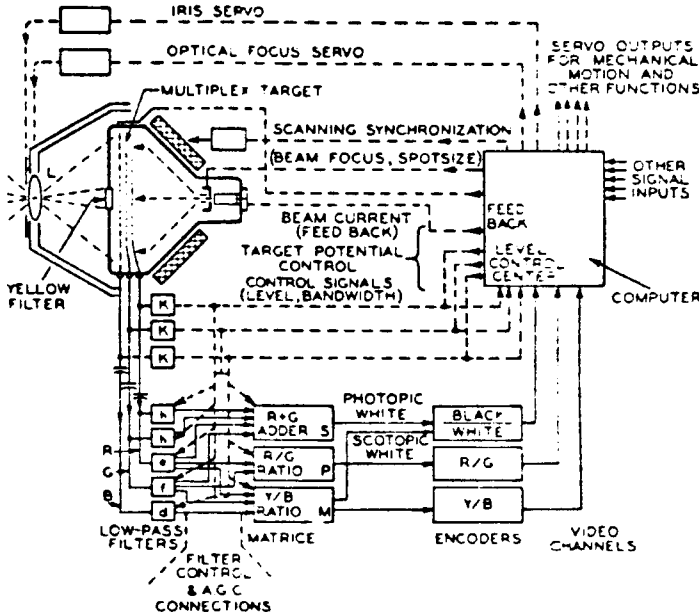 IRIS SERVO
OPTICAL FOCUS SERVO
SERVO OUTPUTS
FOR MECHANICAL
MOTION AND
OTHER FUNCTIONS
MULTIPLEX TARGET
SCANNING SYNCHRONIZATION
(BEAM FOCUS, SPOTSIZE)
OTHER
SIGNAL
INPUTS
L
BEAM CURRENT
(FEED BACK)
TARGET POTENTIAL
CONTROL
CONTROL SIGNALS
(LEVEL, BANDWIDTH)
FEED
BACK
LEVEL
CONTROL
CENTER
YELLOW
FILTER
COMPUTER
K
K
K
PHOTOPIC
WHITE
SCOTOPIC
WHITE
h
h
e
f
d
R
G
B
R+G
ADDER S
R/G
RATIO P
Y/B
RATIO M
BLACK
WHITE
R/G
Y/B
LOW-PASS
FILTERS
MATRICE
ENCODERS
VIDEO
CHANNELS
FILTER
CONTROL
& A.G.C.
CONNECTIONS